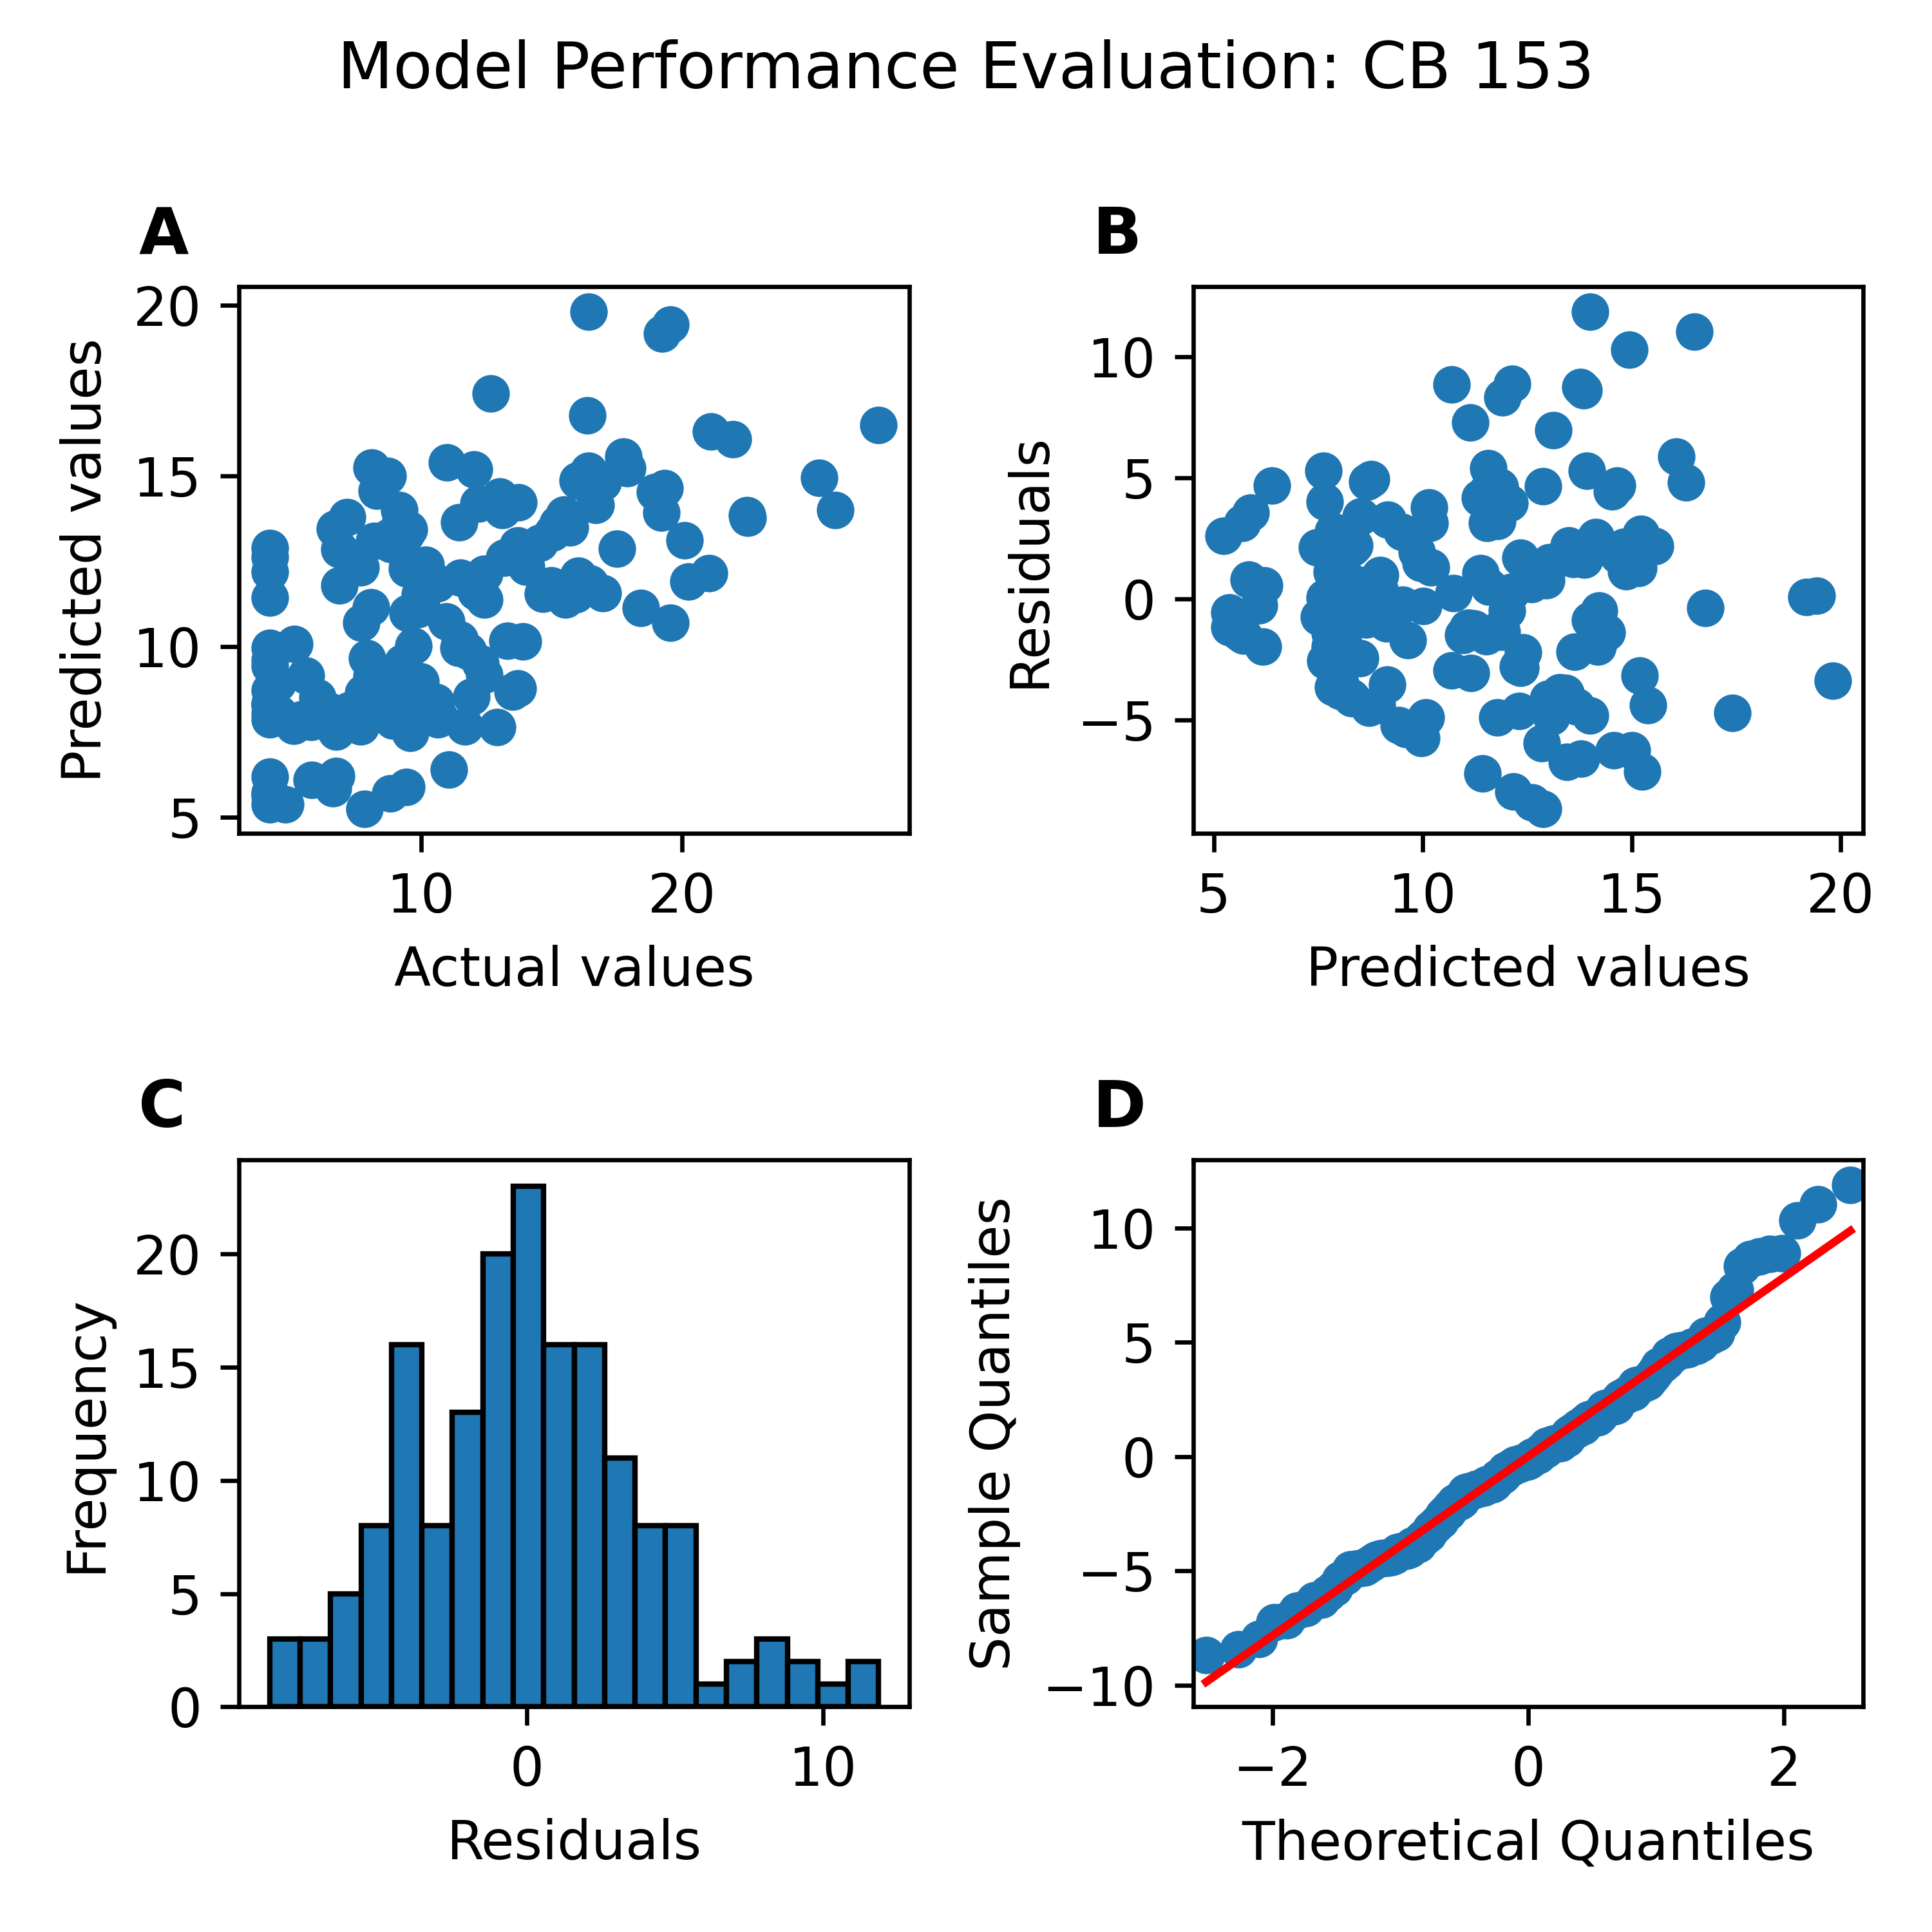 Model Performance Evaluation: CB 153
A
20
15
10
5
Predicted values
10 20
Actual values
B
10
5
0
−5
Residuals
5 10 15 20
Predicted values
C
20
15
10
5
0
Frequency
0 10
Residuals
D
10
5
0
−5
−10
Sample Quantiles
−2 0 2
Theoretical Quantiles